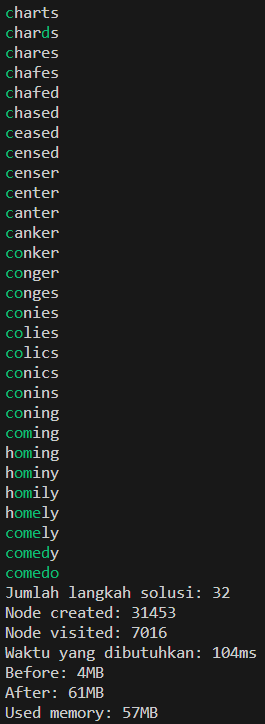 charts
chards
chares
chafes
chafed
chased
ceased
censed
censer
center
canter
canker
conker
conger
conges
conies
colies
colics
conics
conins
coning
coming
homing
hominy
homily
homely
comely
comedy
comedo
Jumlah langkah solusi: 32
Node created: 31453
Node visited: 7016
Waktu yang dibutuhkan: 104ms
Before: 4MB
After: 61MB
Used memory: 57MB